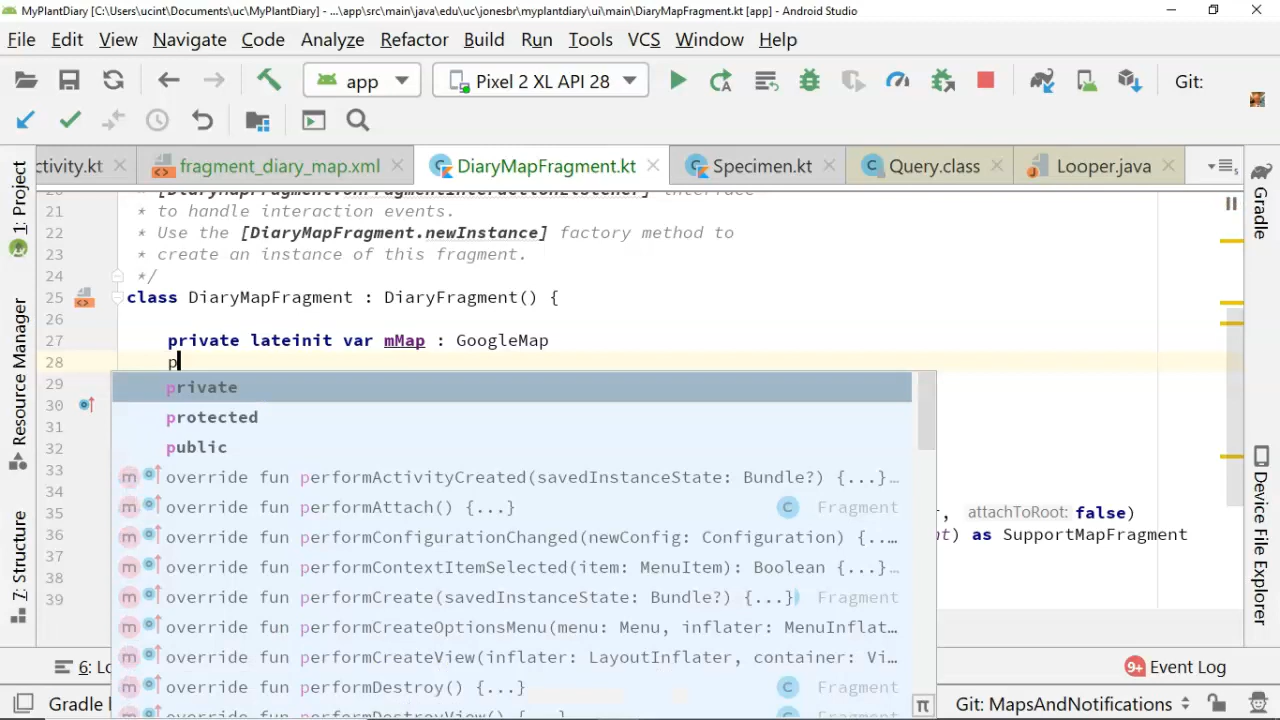 MyPlantDiary [C:\Users\ucint\Documents\uc\MyPlantDiary] - ...\app\src\main\java\edu\uc\jonesbr\myplantdiary\ui\main\DiaryMapFragment.kt [app] - Android Studio
File Edit View Navigate Code Analyze Refactor Build Run Tools VCS Window Help
app Pixel 2 XL API 28 Git:
ctivity.kt fragment_diary_map.xml DiaryMapFragment.kt Specimen.kt Query.class Looper.java
21 * to handle interaction events.
22 * Use the [DiaryMapFragment.newInstance] factory method to
23 * create an instance of this fragment.
24 */
25 class DiaryMapFragment : DiaryFragment() {
26
27 private lateinit var mMap : GoogleMap
28 p
29 private
30 protected
31 public
32 override fun performActivityCreated(savedInstanceState: Bundle?) {...}…
33 override fun performAttach() {...} Fragment
34 override fun performConfigurationChanged(newConfig: Configuration) {..…
35 override fun performContextItemSelected(item: MenuItem): Boolean {...}…
36 override fun performCreate(savedInstanceState: Bundle?) {...} Fragment
37 override fun performCreateOptionsMenu(menu: Menu, inflater: MenuInflat…
38 override fun performCreateView(inflater: LayoutInflater, container: Vi…
39 override fun performDestroy() {...} Fragment
override fun performDestroyView() {...}
, attachToRoot: false)
nt) as SupportMapFragment
1: Project
Resource Manager
7: Structure
Gradle
Device File Explorer
6: Lo
9+ Event Log
Gradle
π
Git: MapsAndNotifications